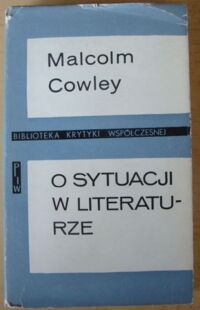 Malcolm
Cowley
BIBLIOTEKA KRYTYKI WSPÓŁCZESNEJ
PIW
O SYTUACJI
W LITERATU-
RZE